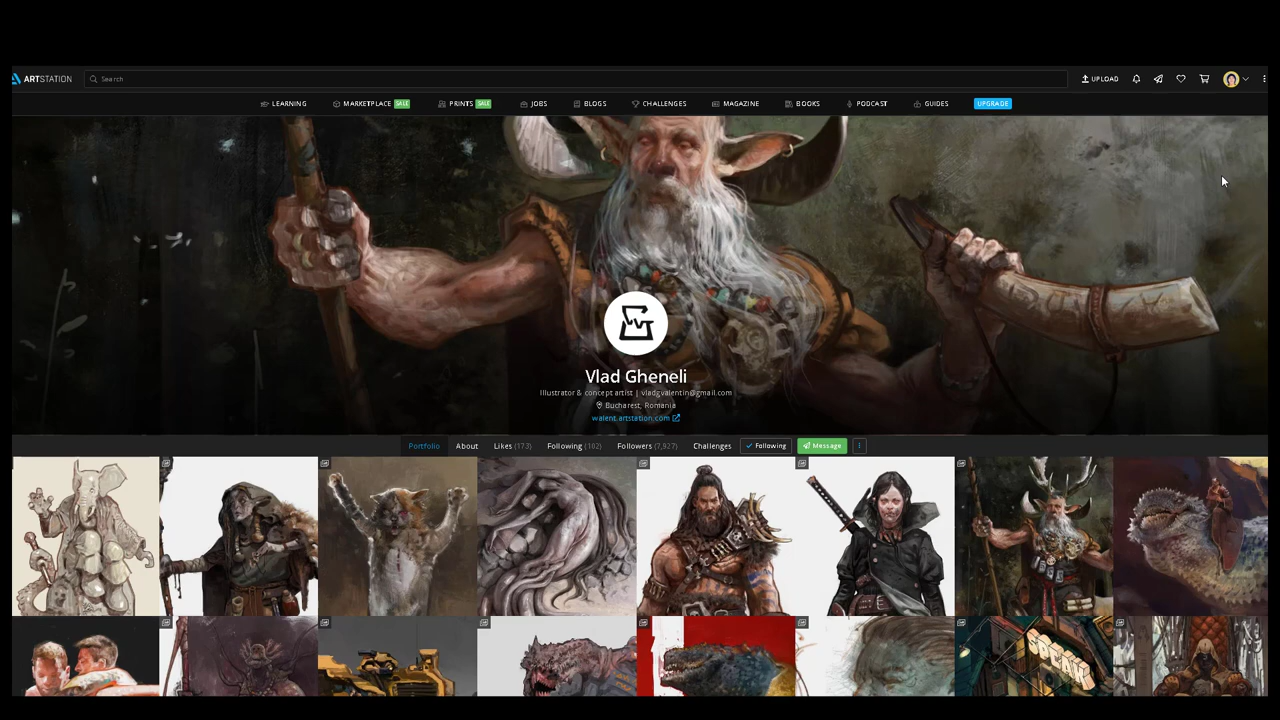 ARTSTATION
Search
UPLOAD
LEARNING MARKETPLACE SALE PRINTS SALE JOBS BLOGS CHALLENGES MAGAZINE BOOKS PODCAST GUIDES UPGRADE
Vlad Gheneli
Illustrator & concept artist | vladgvalentin@gmail.com
Bucharest, Romania
walent.artstation.com
Portfolio About Likes (173) Following (182) Followers (7,927) Challenges Following Message